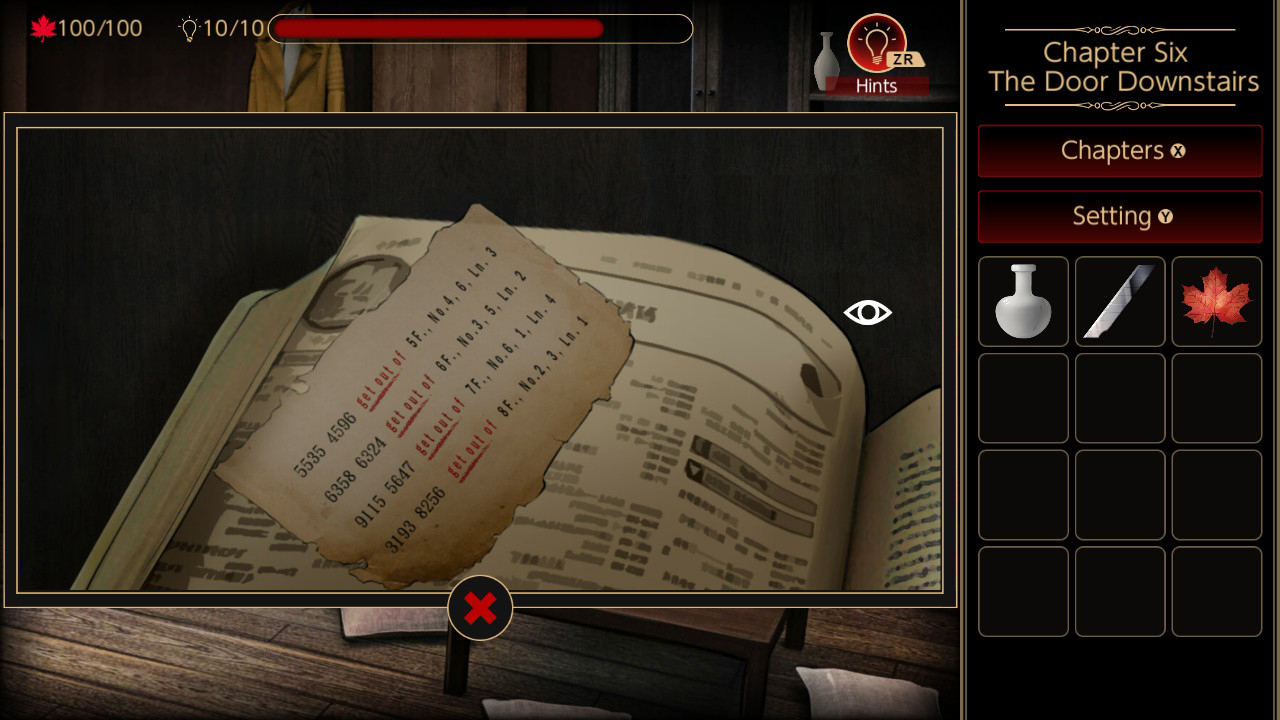 100/100
10/10
ZR
Hints
Chapter Six
The Door Downstairs
Chapters X
Setting Y
5535 4596 get out of 5F., No.4, 6, Ln. 3
6358 6324 get out of 6F., No.3, 5, Ln. 2
9115 5647 get out of 7F., No.6, 1, Ln. 4
3193 8256 get out of 8F., No.2, 3, Ln. 1